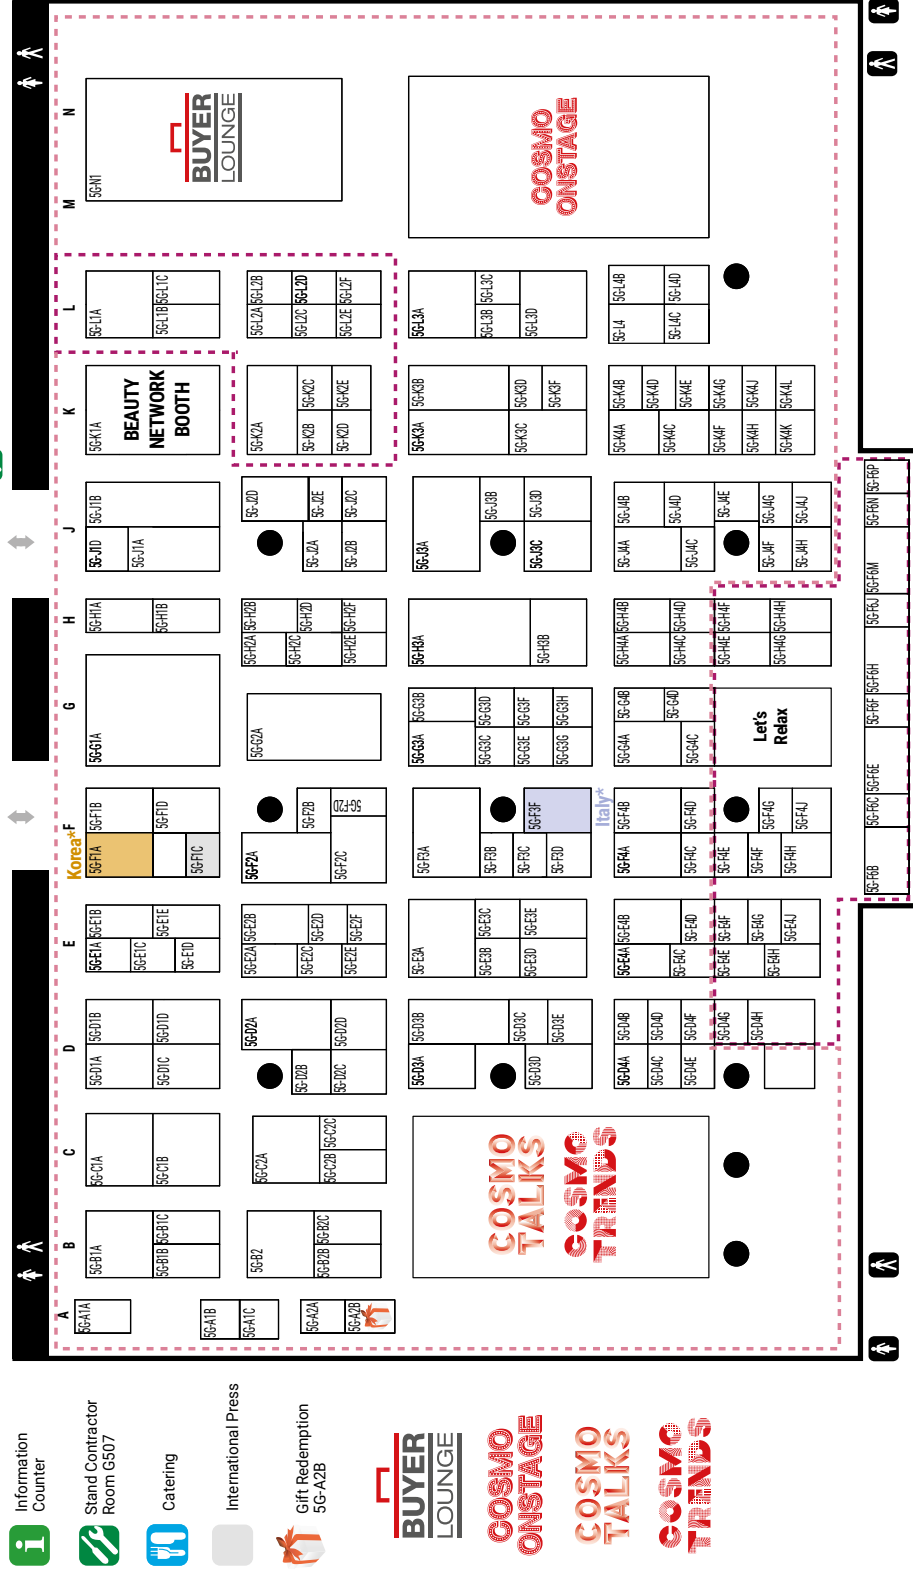 A
B
C
D
E
F
G
H
J
K
L
M
N
Korea*
Italy*
5G-A1A
5G-A1B
5G-A1C
5G-A2A
5G-A2B
5G-B1A
5G-B1B
5G-B1C
5G-B2
5G-B2B
5G-B2C
5G-C1A
5G-C1B
5G-C2A
5G-C2B
5G-C2C
COSMO
TALKS
COSMO
TRENDS
5G-D1A
5G-D1B
5G-D1C
5G-D1D
5G-D2A
5G-D2B
5G-D2C
5G-D2D
5G-D3A
5G-D3B
5G-D3C
5G-D3D
5G-D3E
5G-D4A
5G-D4B
5G-D4C
5G-D4D
5G-D4E
5G-D4F
5G-D4G
5G-D4H
5G-E1A
5G-E1B
5G-E1C
5G-E1D
5G-E1E
5G-E2A
5G-E2B
5G-E2C
5G-E2D
5G-E2E
5G-E2F
5G-E3A
5G-E3B
5G-E3C
5G-E3D
5G-E3E
5G-E4A
5G-E4B
5G-E4C
5G-E4D
5G-E4E
5G-E4F
5G-E4G
5G-E4H
5G-E4J
5G-F1A
5G-F1B
5G-F1C
5G-F1D
5G-F2A
5G-F2B
5G-F2C
5G-F2D
5G-F3A
5G-F3B
5G-F3C
5G-F3D
5G-F3F
5G-F4A
5G-F4B
5G-F4C
5G-F4D
5G-F4E
5G-F4F
5G-F4G
5G-F4H
5G-F4J
5G-F6B
5G-F6C
5G-F6E
5G-F6F
5G-F6H
5G-F6J
5G-F6M
5G-F6N
5G-F6P
5G-G1A
5G-G2A
5G-G3A
5G-G3B
5G-G3C
5G-G3D
5G-G3E
5G-G3F
5G-G3G
5G-G3H
5G-G4A
5G-G4B
5G-G4C
5G-G4D
Let's
Relax
5G-H1A
5G-H1B
5G-H2A
5G-H2B
5G-H2C
5G-H2D
5G-H2E
5G-H2F
5G-H3A
5G-H3B
5G-H4A
5G-H4B
5G-H4C
5G-H4D
5G-H4E
5G-H4F
5G-H4G
5G-H4H
5G-J1D
5G-J1B
5G-J1A
5G-J2D
5G-J2E
5G-J2A
5G-J2C
5G-J2B
5G-J3A
5G-J3B
5G-J3C
5G-J3D
5G-J4A
5G-J4B
5G-J4C
5G-J4D
5G-J4E
5G-J4F
5G-J4G
5G-J4H
5G-J4J
5G-K1A
BEAUTY
NETWORK
BOOTH
5G-K2A
5G-K2B
5G-K2C
5G-K2D
5G-K2E
5G-K3A
5G-K3B
5G-K3C
5G-K3D
5G-K3F
5G-K4A
5G-K4B
5G-K4C
5G-K4D
5G-K4E
5G-K4F
5G-K4G
5G-K4H
5G-K4J
5G-K4K
5G-K4L
5G-L1A
5G-L1B
5G-L1C
5G-L2A
5G-L2B
5G-L2C
5G-L2D
5G-L2E
5G-L2F
5G-L3A
5G-L3B
5G-L3C
5G-L3D
5G-L4
5G-L4B
5G-L4C
5G-L4D
5G-N1
BUYER
LOUNGE
COSMO
ONSTAGE
Information
Counter
Stand Contractor
Room G507
Catering
International Press
Gift Redemption
5G-A2B
BUYER
LOUNGE
COSMO
ONSTAGE
COSMO
TALKS
COSMO
TRENDS